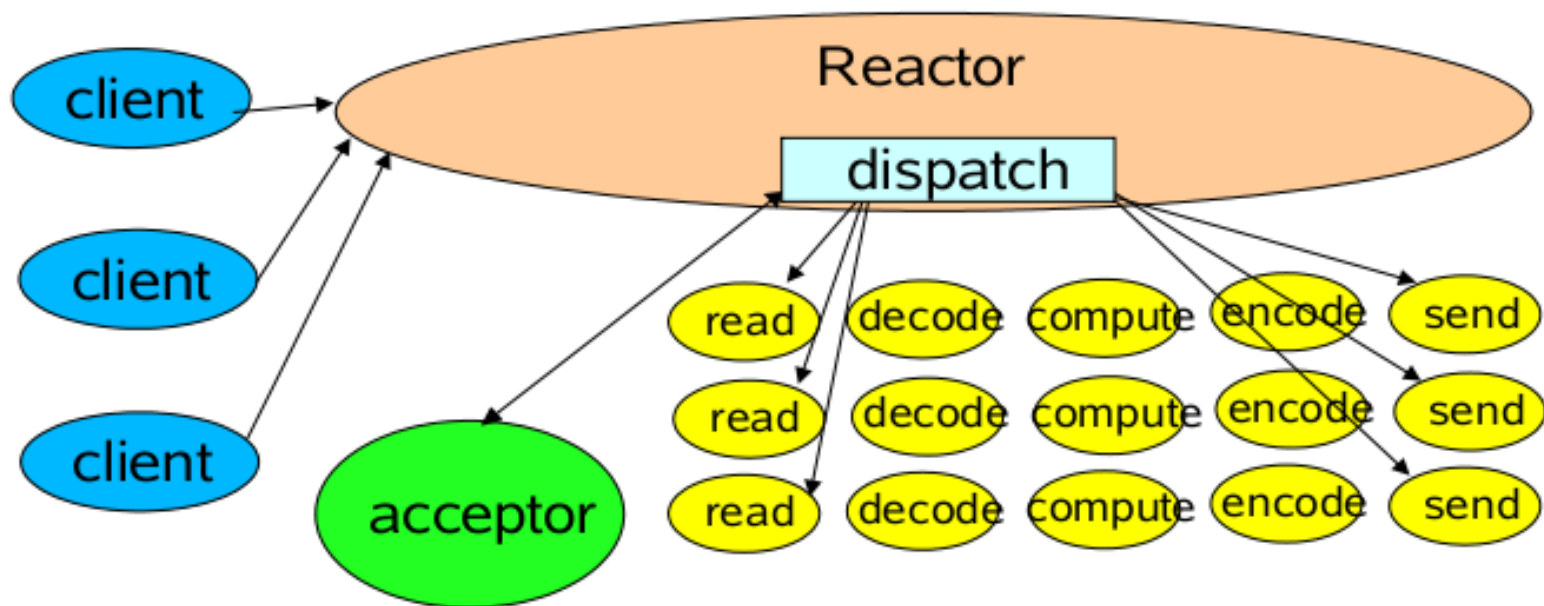 Reactor
client
dispatch
client
read decode compute encode send
read decode compute encode send
client
acceptor
read decode compute encode send